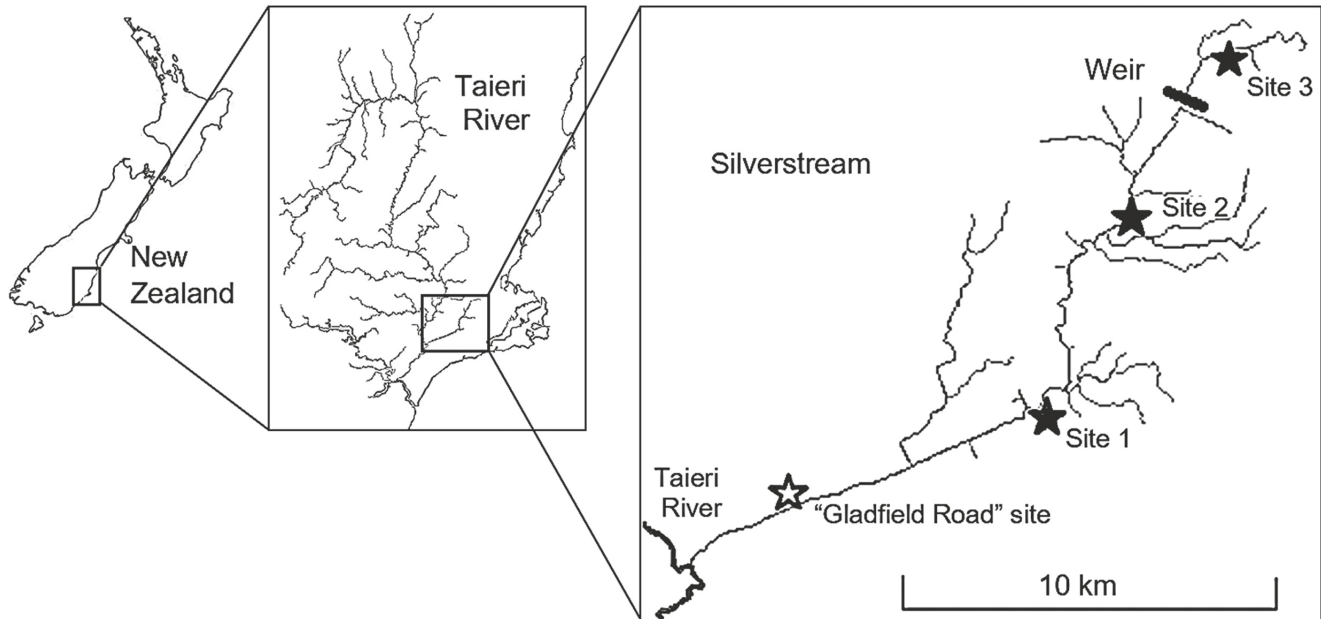 New
Zealand
Taieri
River
Silverstream
Weir
Site 3
Site 2
Site 1
Taieri
River
“Gladfield Road” site
10 km